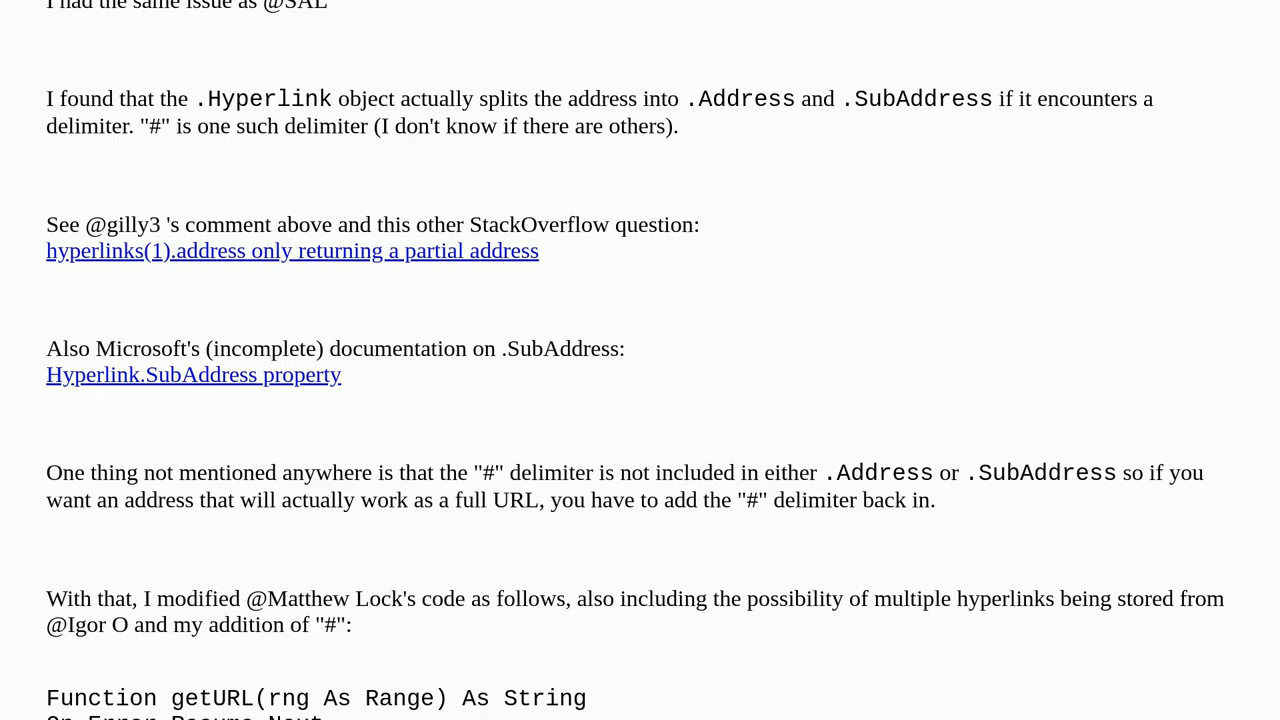 I had the same issue as @SAL
I found that the .Hyperlink object actually splits the address into .Address and .SubAddress if it encounters a
delimiter. "#" is one such delimiter (I don't know if there are others).
See @gilly3 's comment above and this other StackOverflow question:
hyperlinks(1).address only returning a partial address
Also Microsoft's (incomplete) documentation on .SubAddress:
Hyperlink.SubAddress property
One thing not mentioned anywhere is that the "#" delimiter is not included in either .Address or .SubAddress so if you
want an address that will actually work as a full URL, you have to add the "#" delimiter back in.
With that, I modified @Matthew Lock's code as follows, also including the possibility of multiple hyperlinks being stored from
@Igor O and my addition of "#":
Function getURL(rng As Range) As String
On Error Resume Next